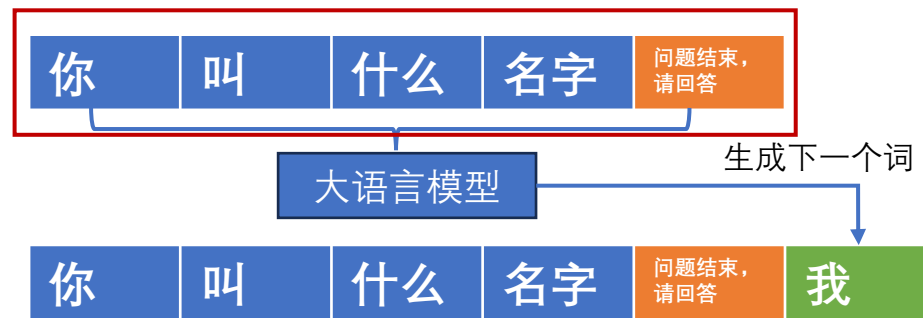 你 叫 什么 名字 问题结束，
请回答
生成下一个词
大语言模型
你 叫 什么 名字 问题结束，
请回答 我